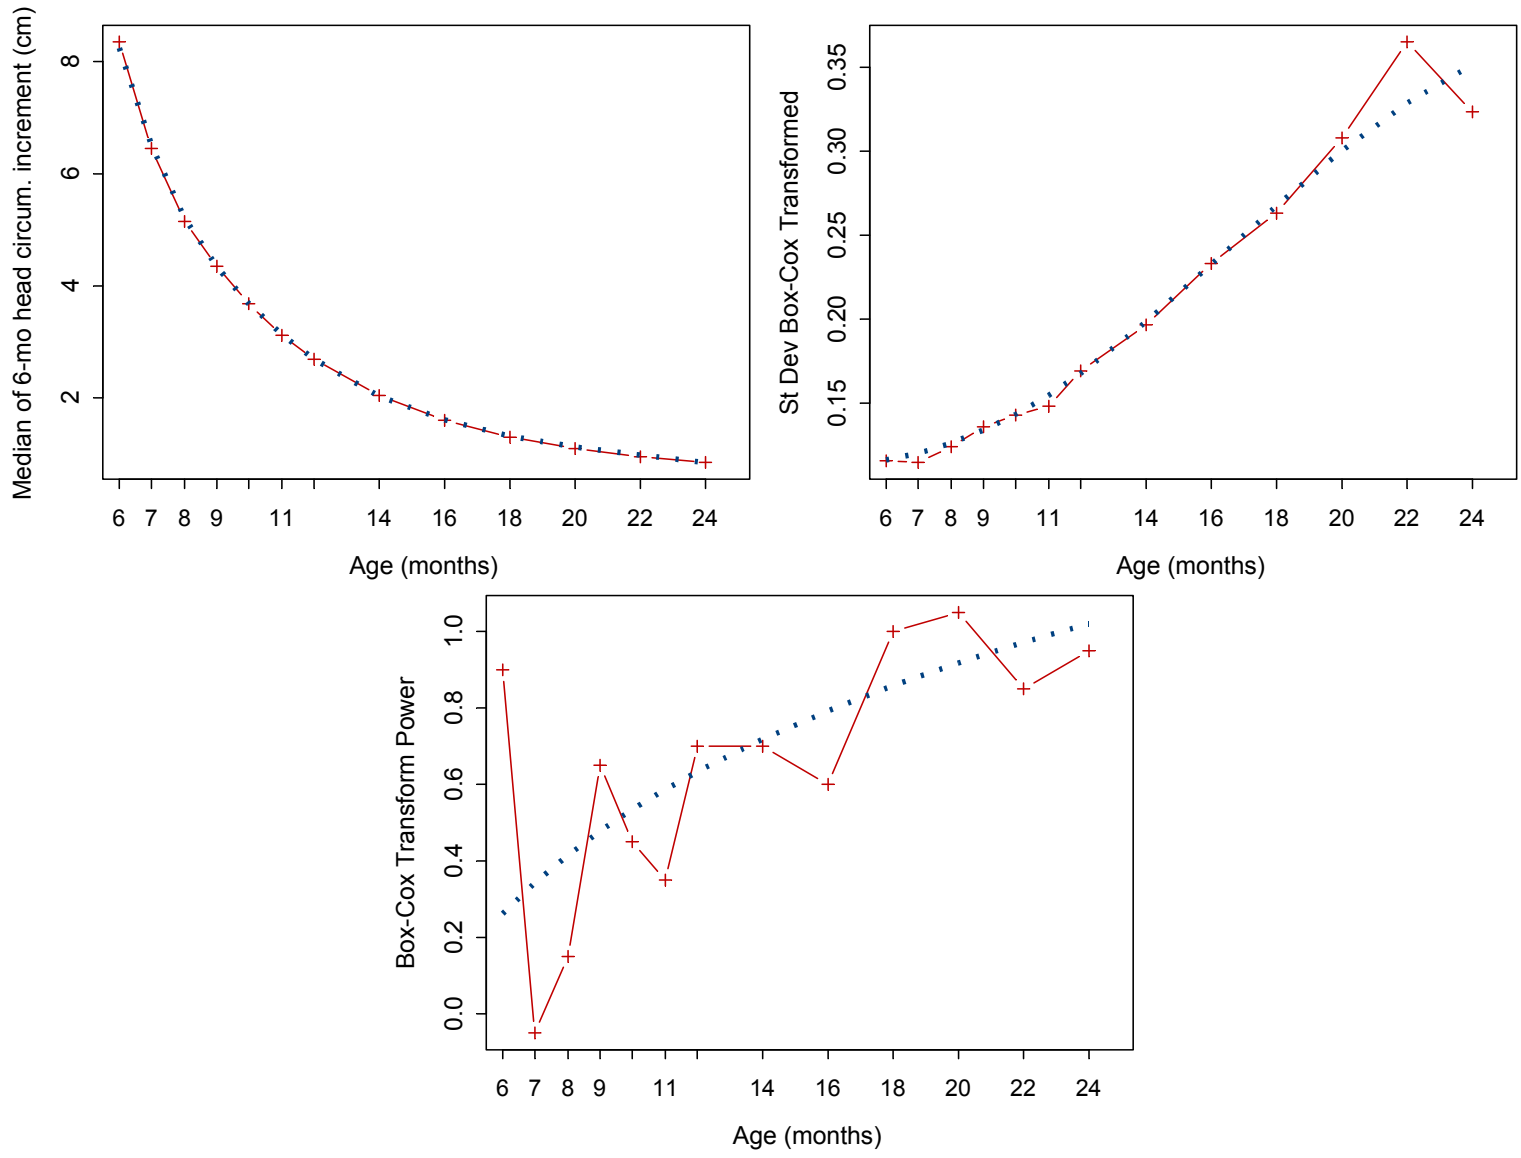 Median of 6-mo head circum. increment (cm)
8
6
4
2
6 7 8 9 11 14 16 18 20 22 24
Age (months)
St Dev Box-Cox Transformed
0.35
0.30
0.25
0.20
0.15
6 7 8 9 11 14 16 18 20 22 24
Age (months)
Box-Cox Transform Power
1.0
0.8
0.6
0.4
0.2
0.0
6 7 8 9 11 14 16 18 20 22 24
Age (months)